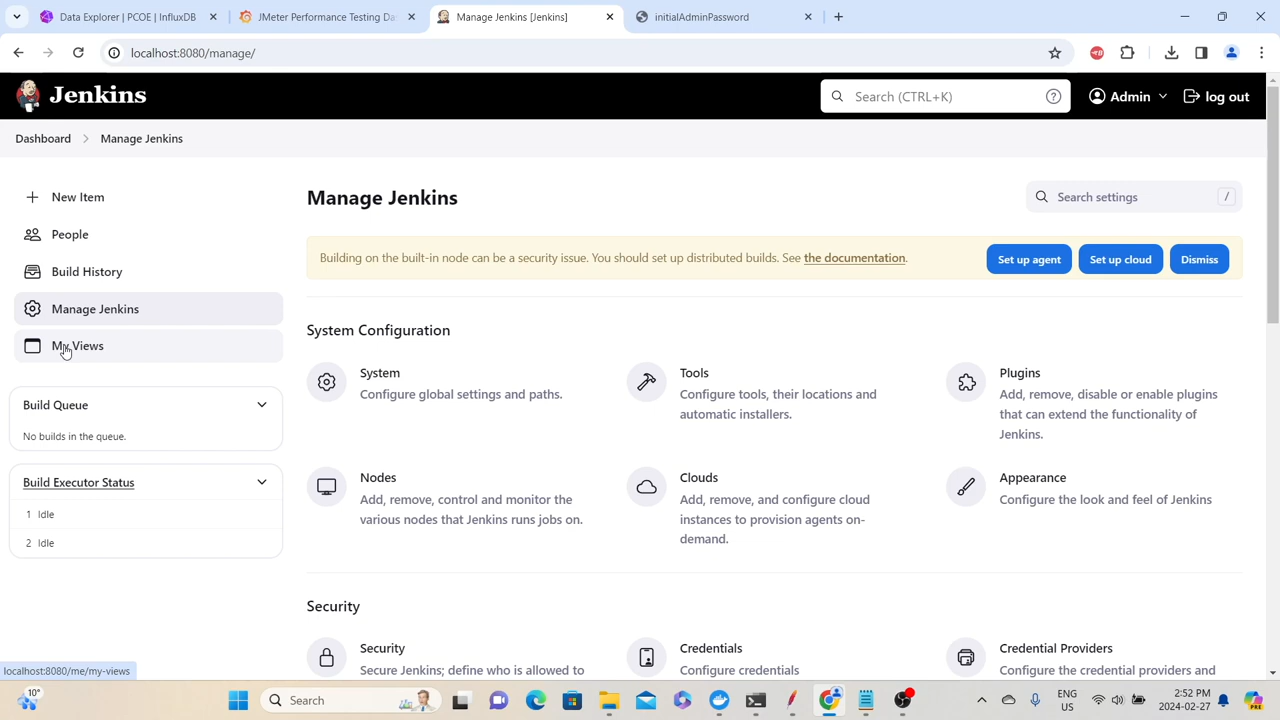 Data Explorer | PCOE | InfluxDB
JMeter Performance Testing Da
Manage Jenkins [Jenkins]
initialAdminPassword
localhost:8080/manage/
Jenkins
Search (CTRL+K)
Admin
log out
Dashboard
Manage Jenkins
New Item
People
Build History
Manage Jenkins
My Views
Build Queue
No builds in the queue.
Build Executor Status
1 Idle
2 Idle
Manage Jenkins
Search settings
/
Building on the built-in node can be a security issue. You should set up distributed builds. See the documentation.
Set up agent
Set up cloud
Dismiss
System Configuration
System
Configure global settings and paths.
Tools
Configure tools, their locations and
automatic installers.
Plugins
Add, remove, disable or enable plugins
that can extend the functionality of
Jenkins.
Nodes
Add, remove, control and monitor the
various nodes that Jenkins runs jobs on.
Clouds
Add, remove, and configure cloud
instances to provision agents on-
demand.
Appearance
Configure the look and feel of Jenkins
Security
Security
Secure Jenkins; define who is allowed to
Credentials
Configure credentials
Credential Providers
Configure the credential providers and
localhost:8080/me/my-views
10°
Search
ENG
US
2:52 PM
2024-02-27